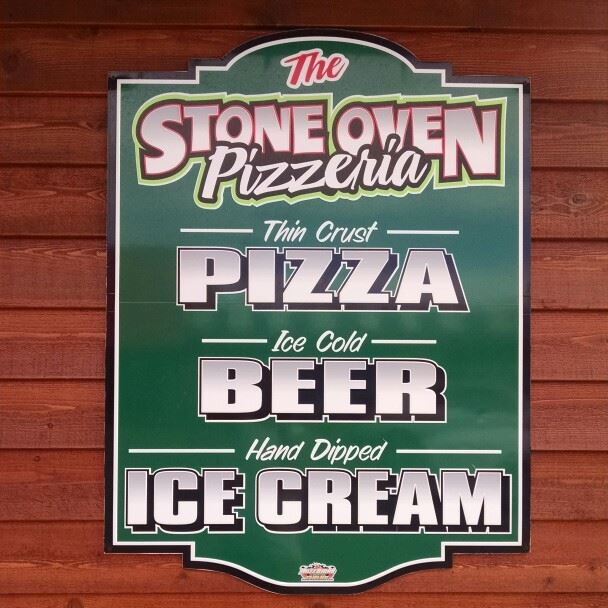 The
STONE OVEN
Pizzeria
Thin Crust
PIZZA
Ice Cold
BEER
Hand Dipped
ICE CREAM